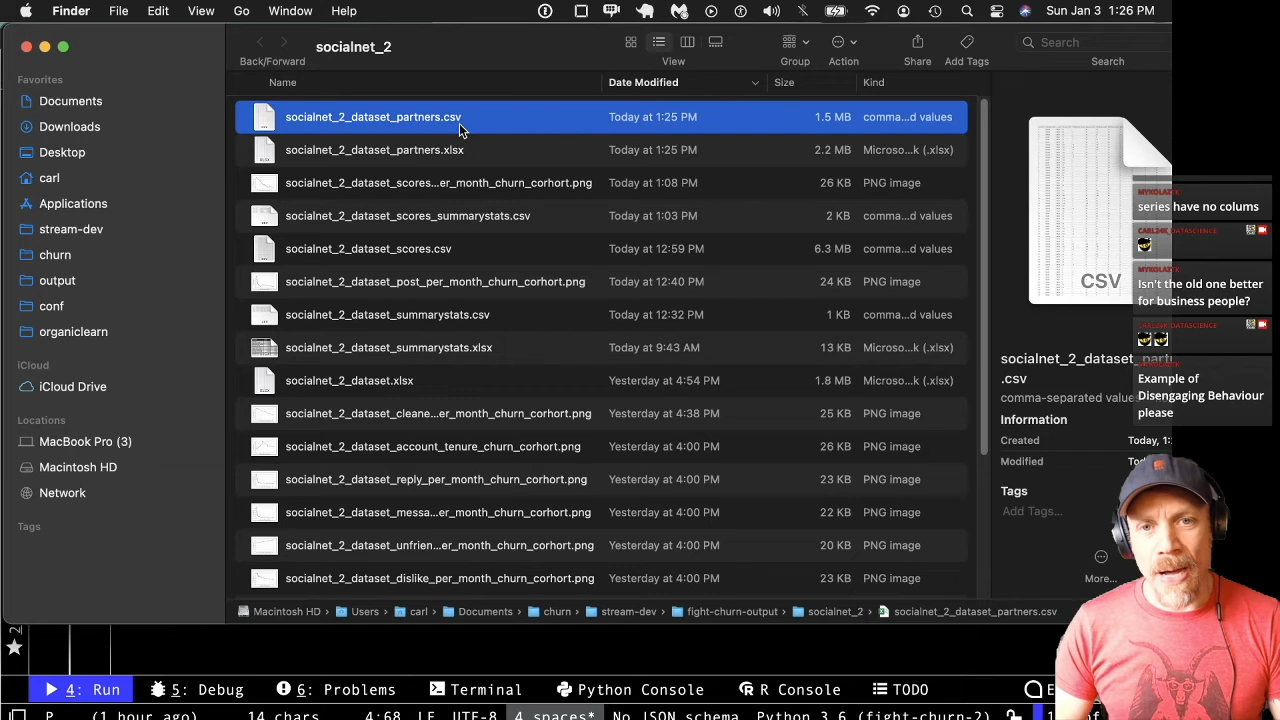 Finder File Edit View Go Window Help Sun Jan 3 1:26 PM
socialnet_2
Back/Forward View Group Action Share Add Tags Search
Search
Favorites
Documents
Downloads
Desktop
carl
Applications
stream-dev
churn
output
conf
organiclearn
iCloud
iCloud Drive
Locations
MacBook Pro (3)
Macintosh HD
Network
Tags
Name Date Modified Size Kind
socialnet_2_dataset_partners.csv Today at 1:25 PM 1.5 MB comma...d values
socialnet_2_dataset_partners.xlsx Today at 1:25 PM 2.2 MB Microso...k (.xlsx)
socialnet_2_dataset_scores...er_month_churn_corhort.png Today at 1:08 PM 26 KB PNG image
socialnet_2_dataset_scores_summarystats.csv Today at 1:03 PM 2 KB comma...d values
socialnet_2_dataset_scores.csv Today at 12:59 PM 6.3 MB comma...d values
socialnet_2_dataset_post_per_month_churn_corhort.png Today at 12:40 PM 24 KB PNG image
socialnet_2_dataset_summarystats.csv Today at 12:32 PM 1 KB comma...d values
socialnet_2_dataset_summarystats.xlsx Today at 9:43 AM 13 KB Microso...k (.xlsx)
socialnet_2_dataset.xlsx Yesterday at 4:54 PM 1.8 MB Microso...k (.xlsx)
socialnet_2_dataset_cleane...er_month_churn_corhort.png Yesterday at 4:38 PM 25 KB PNG image
socialnet_2_dataset_account_tenure_churn_corhort.png Yesterday at 4:00 PM 26 KB PNG image
socialnet_2_dataset_reply_per_month_churn_corhort.png Yesterday at 4:00 PM 23 KB PNG image
socialnet_2_dataset_messa...er_month_churn_corhort.png Yesterday at 4:00 PM 22 KB PNG image
socialnet_2_dataset_unfrien...er_month_churn_corhort.png Yesterday at 4:00 PM 20 KB PNG image
socialnet_2_dataset_dislike...er_month_churn_corhort.png Yesterday at 4:00 PM 23 KB PNG image
CSV
socialnet_2_dataset_part
.csv
comma-separated values
Information
Created Today, 1:
Modified
Tags
Add Tags...
More...
MYKOLAZTK
series have no colums
CARL24K_DATASCIENCE
MYKOLAZTK
Isn't the old one better
for business people?
CARL24K_DATASCIENCE
Example of
Disengaging Behaviour
please
Macintosh HD › Users › carl › Documents › churn › stream-dev › fight-churn-output › socialnet_2 › socialnet_2_dataset_partners.csv
4: Run 5: Debug 6: Problems Terminal Python Console R Console TODO
(1 hour ago) 14 chars LF UTF-8 4 spaces* No JSON schema (fight-churn-2)